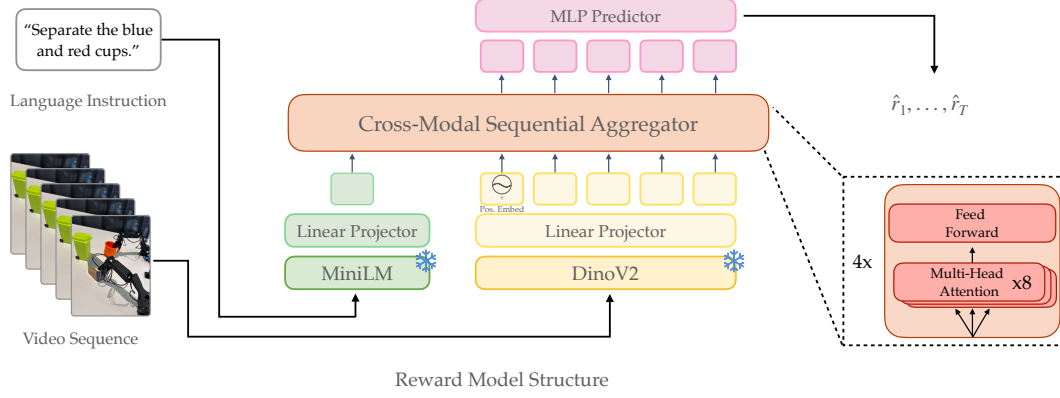 “Separate the blue
and red cups.”
Language Instruction
Video Sequence
MLP Predictor
Cross-Modal Sequential Aggregator
Pos. Embed
+
Linear Projector
Linear Projector
MiniLM
DinoV2
r̂₁, . . . , r̂_T
4x
Feed
Forward
Multi-Head
Attention
x8
Reward Model Structure